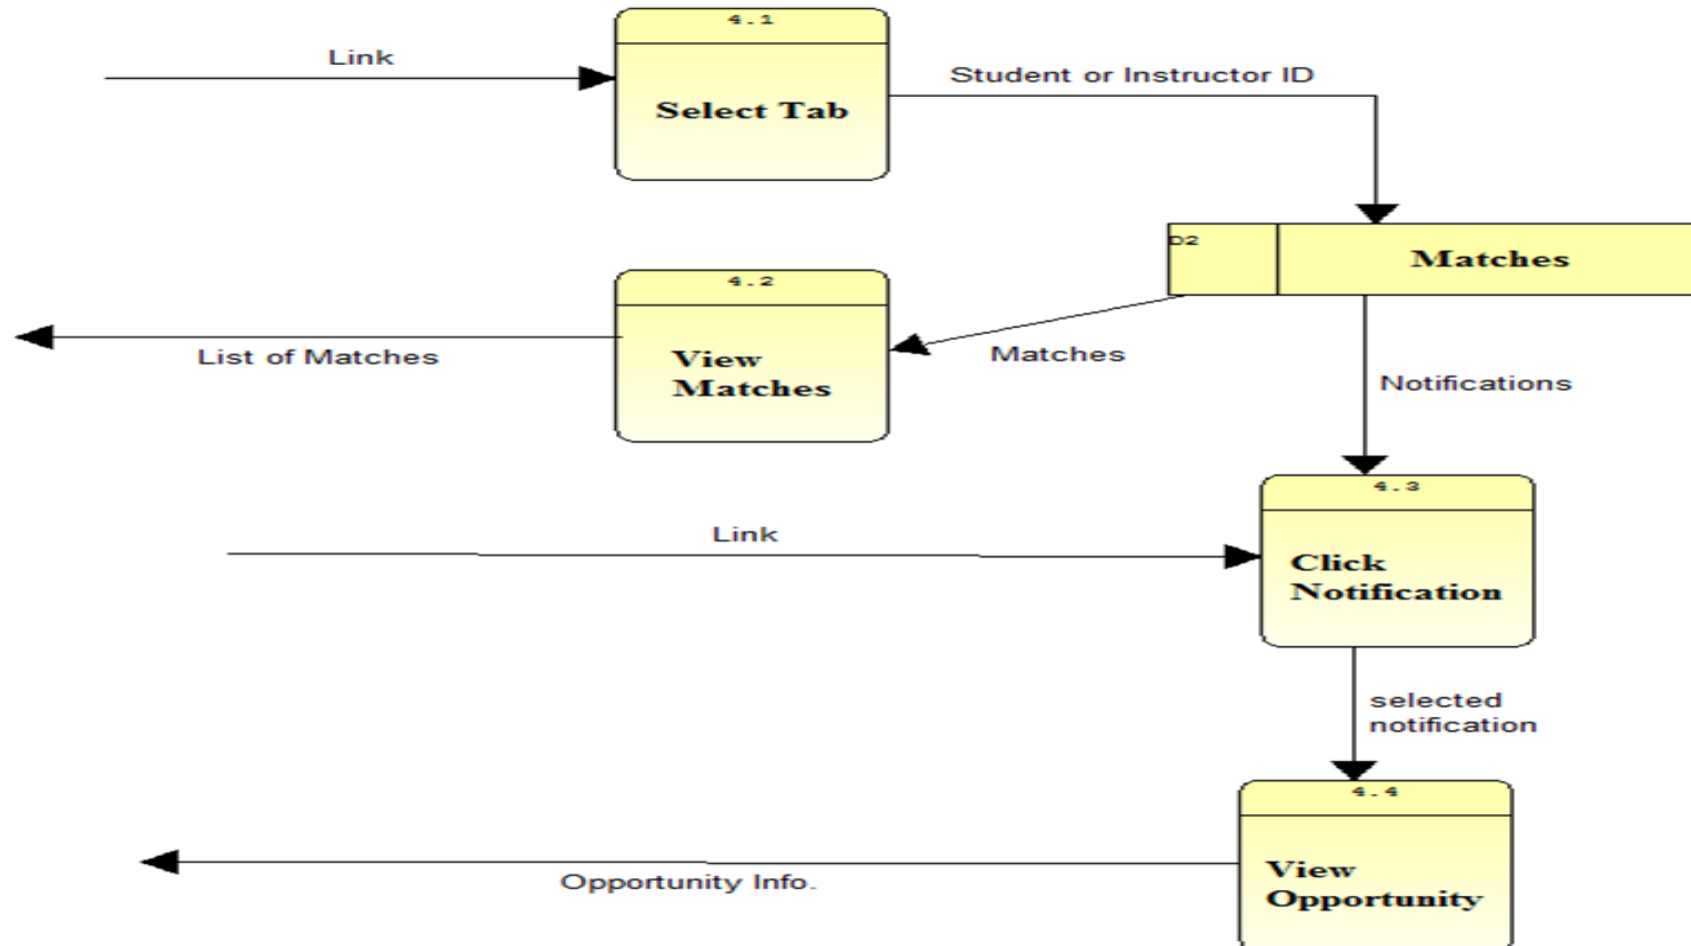 4.1
Link
Student or Instructor ID
Select Tab
D2
Matches
4.2
List of Matches
View
Matches
Matches
Notifications
4.3
Link
Click
Notification
selected
notification
4.4
Opportunity Info.
View
Opportunity